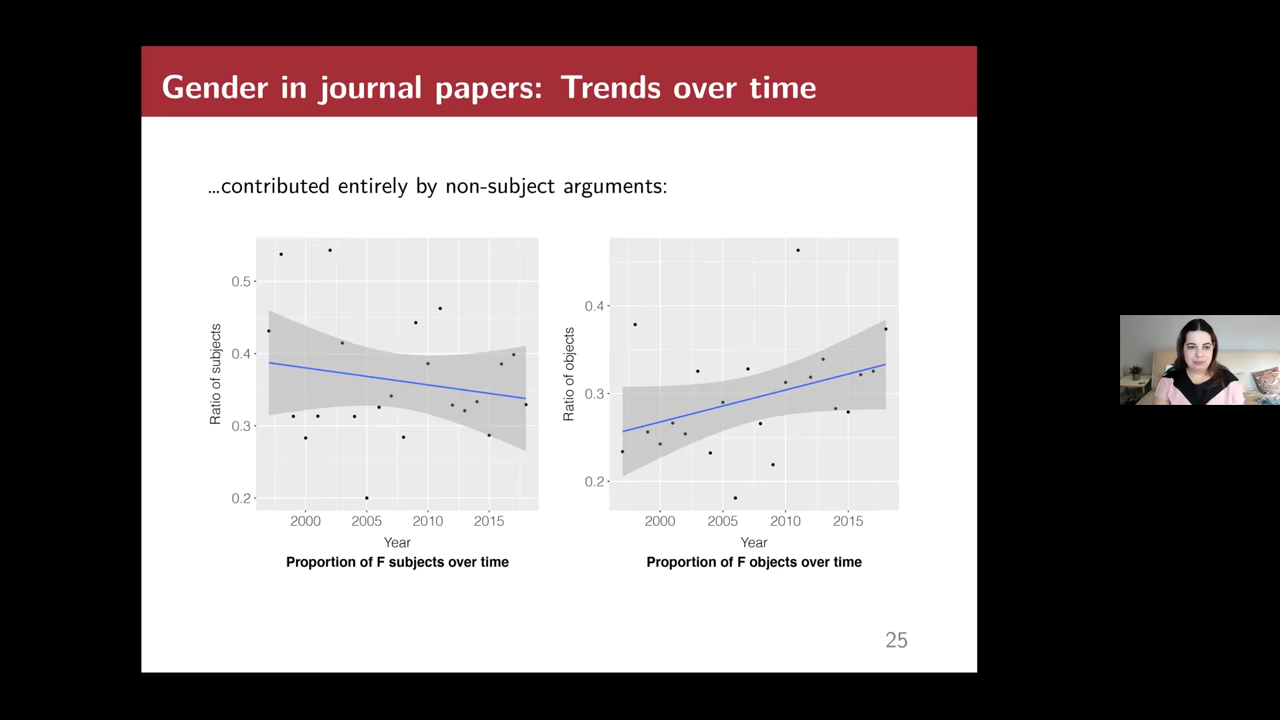 Gender in journal papers: Trends over time
...contributed entirely by non-subject arguments:
Ratio of subjects
0.5
0.4
0.3
0.2
2000 2005 2010 2015
Year
Proportion of F subjects over time
Ratio of objects
0.4
0.3
0.2
2000 2005 2010 2015
Year
Proportion of F objects over time
25